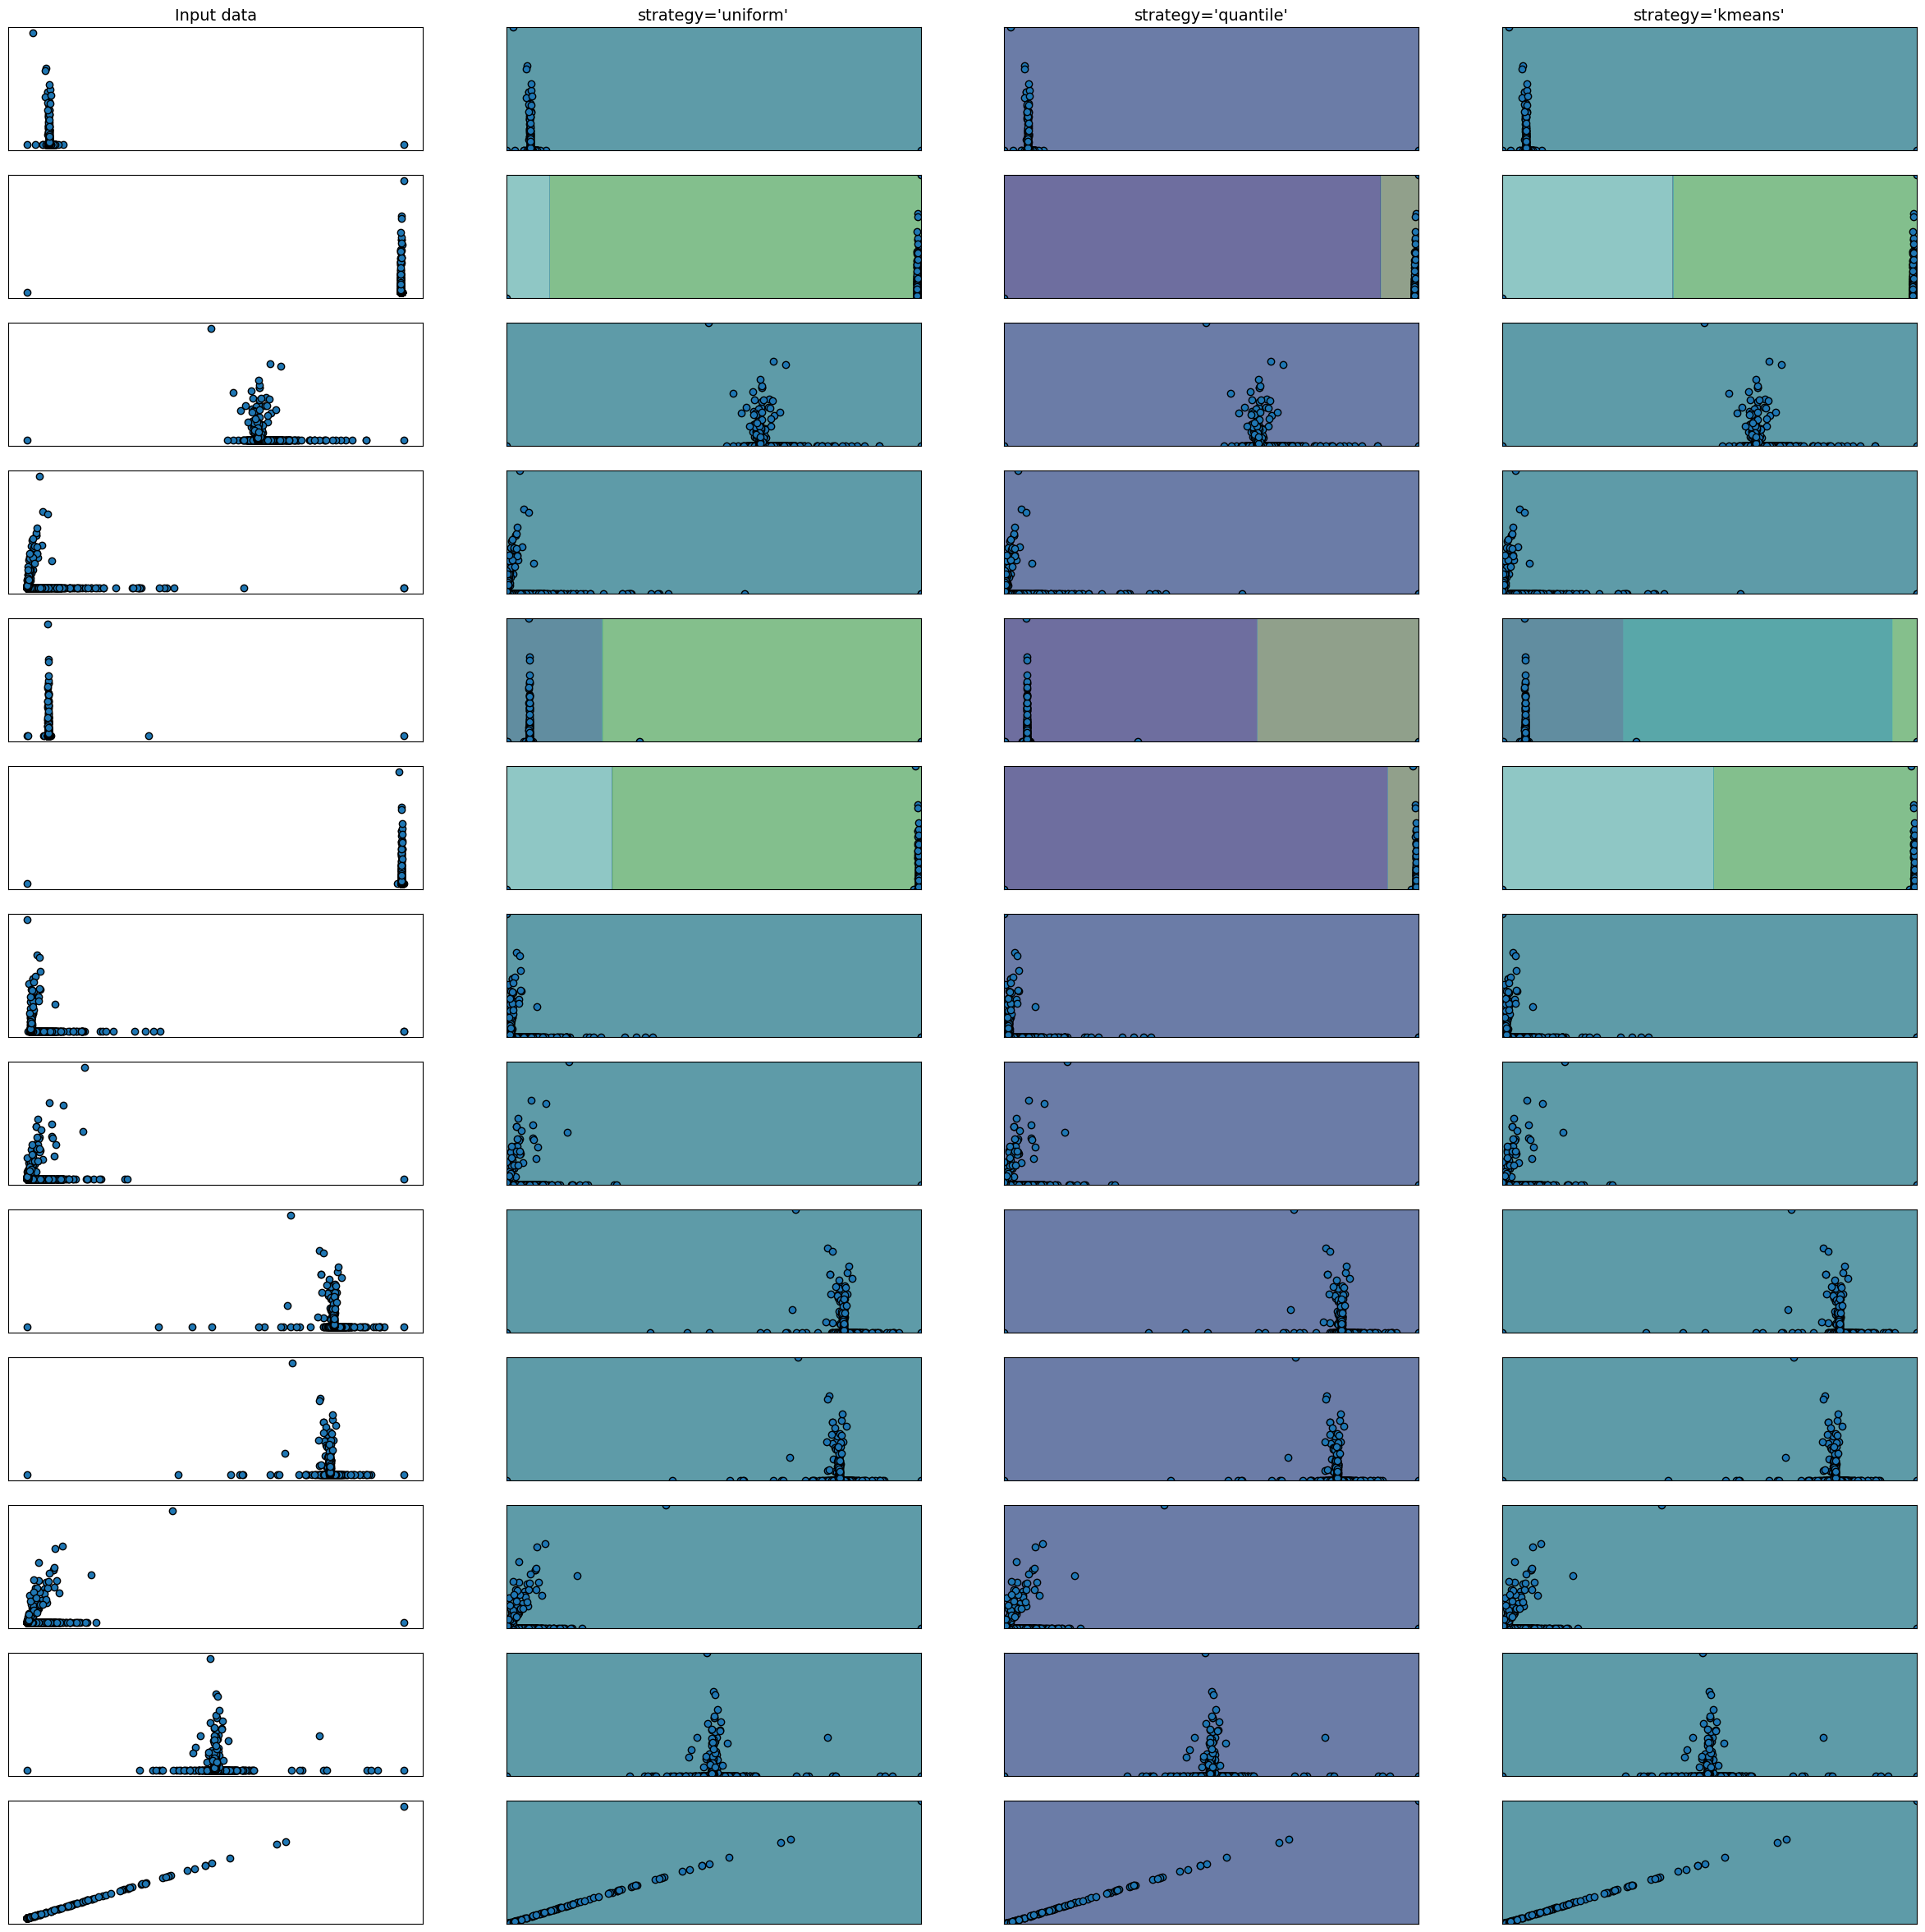 Input data
strategy='uniform'
strategy='quantile'
strategy='kmeans'